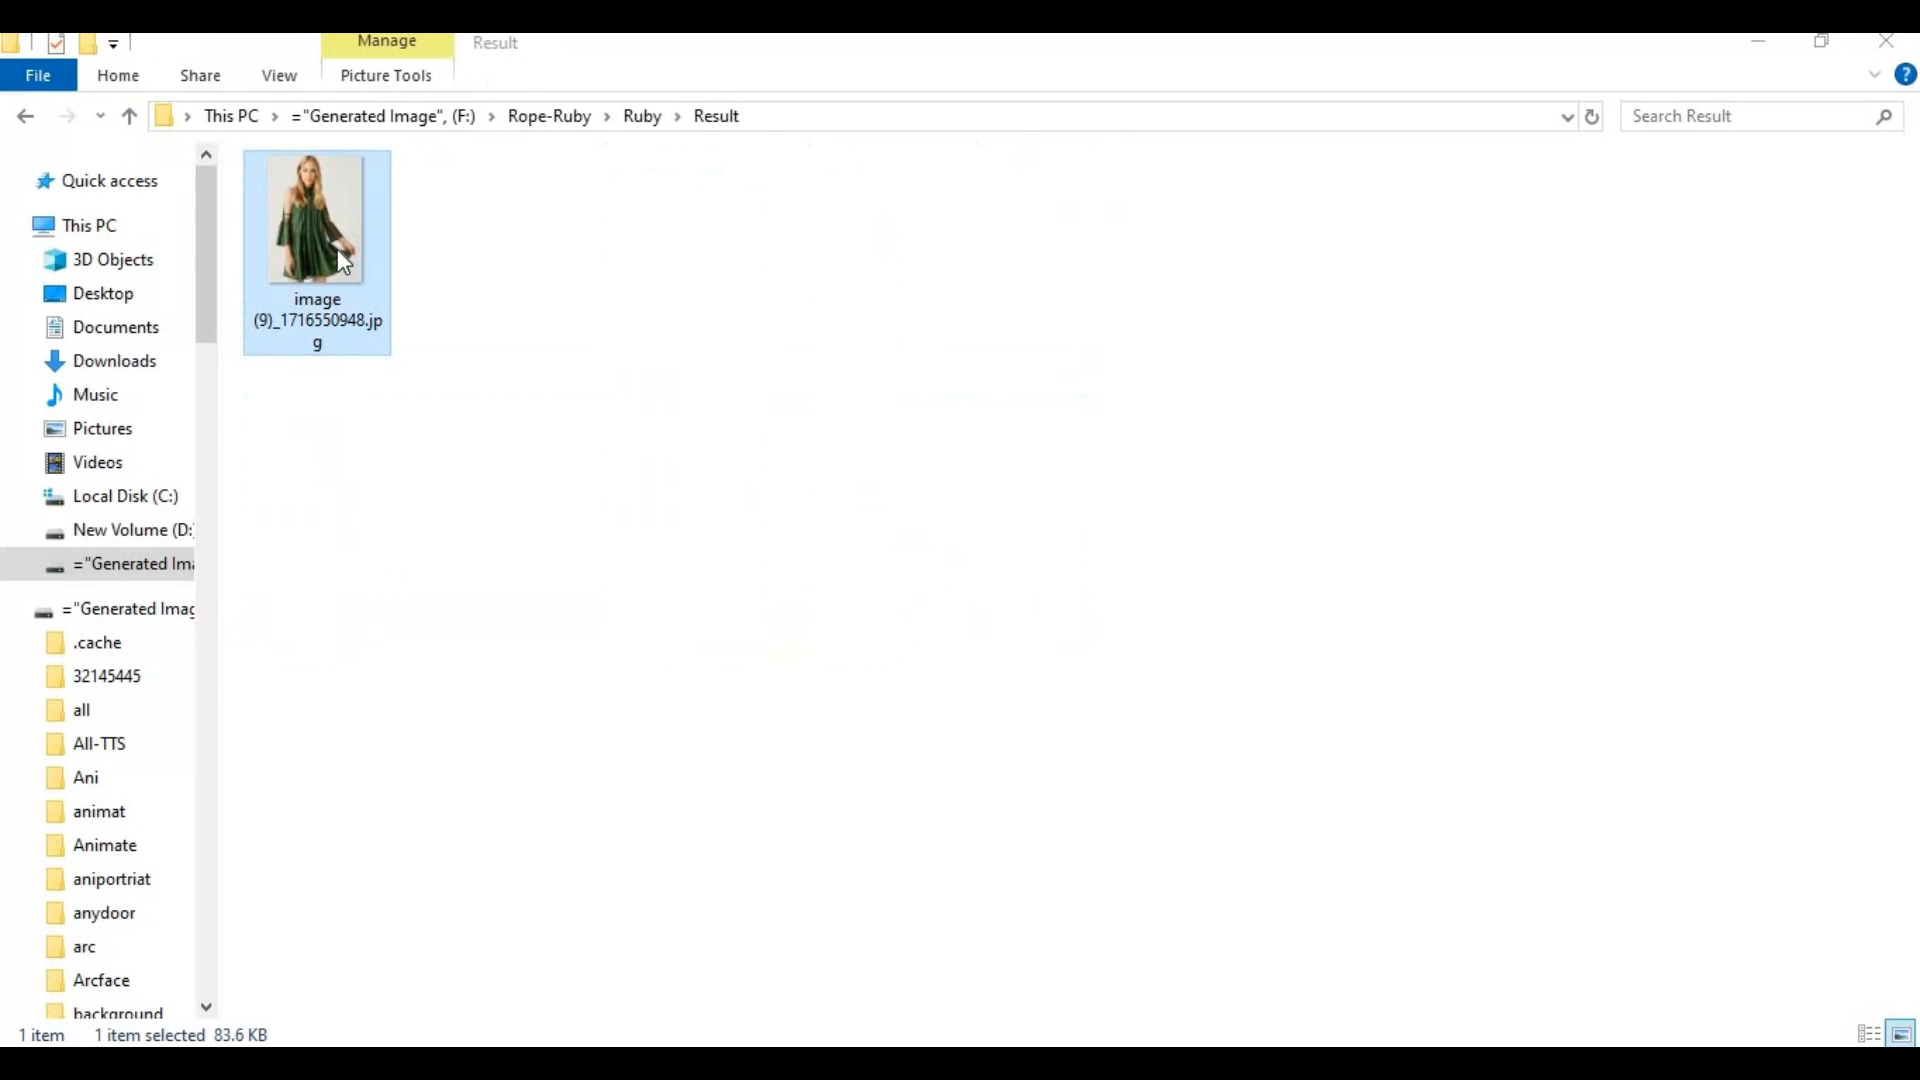 Manage
Result
File
Home
Share
View
Picture Tools
This PC
="Generated Image", (F:)
Rope-Ruby
Ruby
Result
Search Result
Quick access
This PC
3D Objects
Desktop
Documents
Downloads
Music
Pictures
Videos
Local Disk (C:)
New Volume (D:
="Generated Ima
="Generated Imag
.cache
32145445
all
All-TTS
Ani
animat
Animate
aniportriat
anydoor
arc
Arcface
background
image
(9)_1716550948.jp
g
1 item
1 item selected 83.6 KB